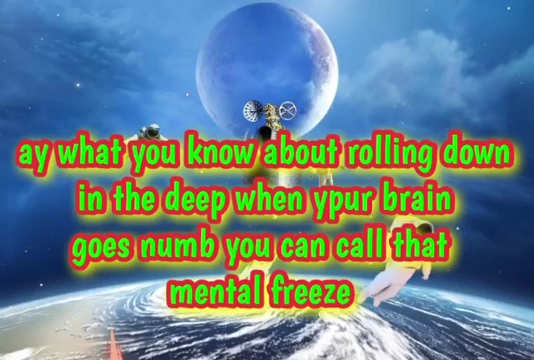 ay what you know about rolling down
in the deep when ypur brain
goes numb you can call that
mental freeze